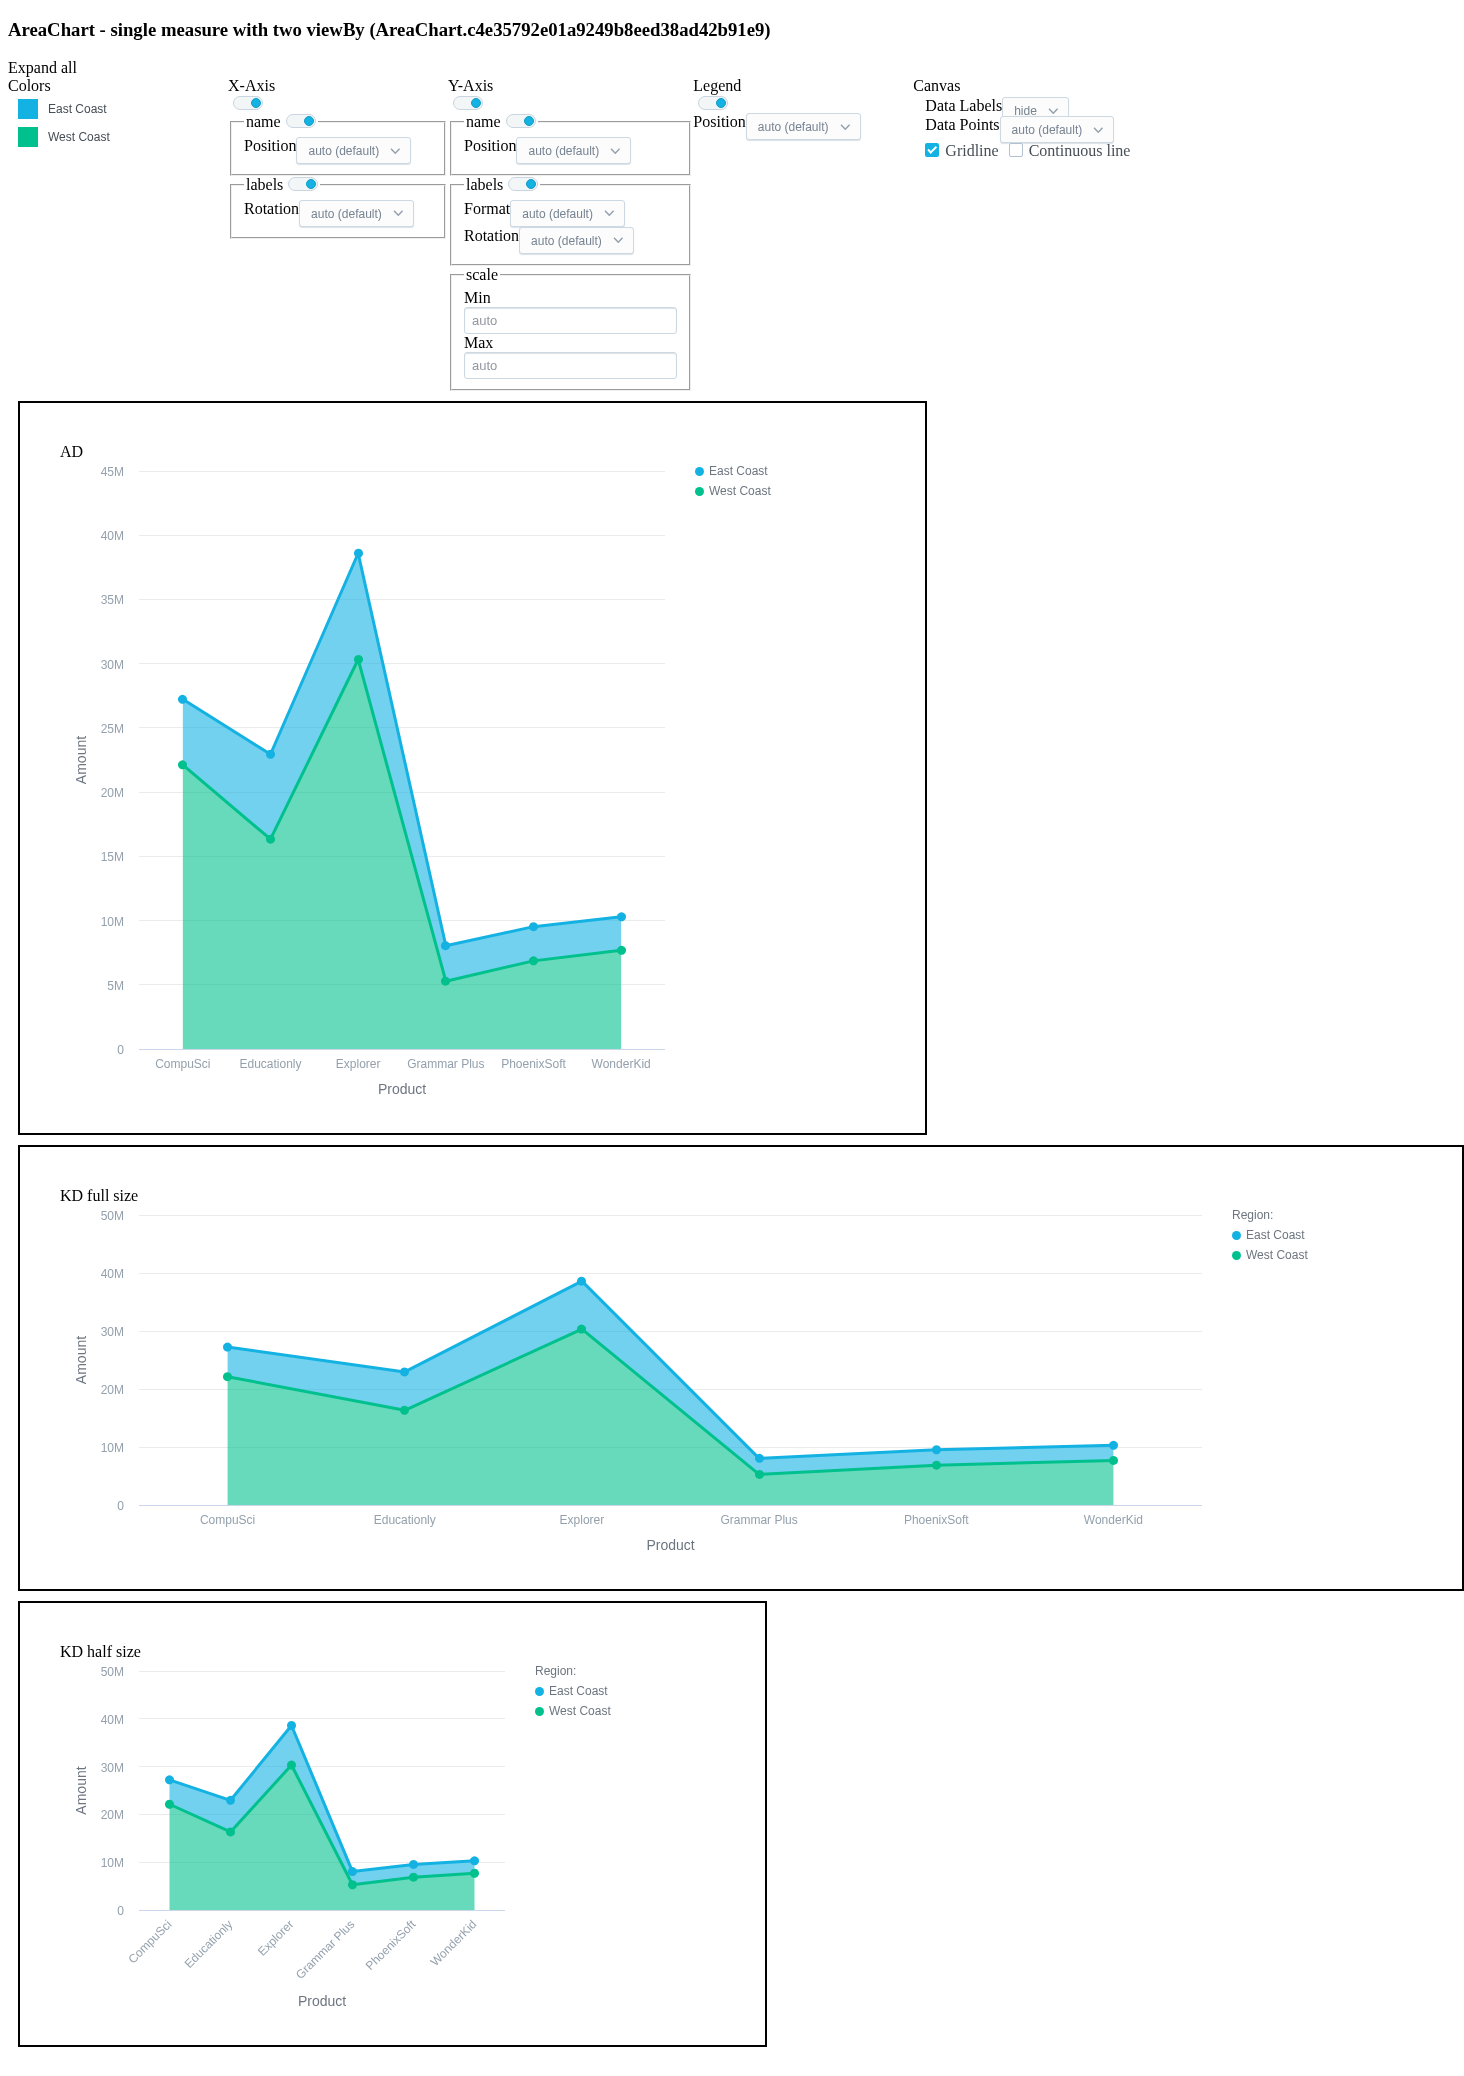 AreaChart - single measure with two viewBy (AreaChart.c4e35792e01a9249b8eed38ad42b91e9)
Expand all
Colors
East Coast
West Coast
X-Axis
name
Position auto (default)
labels
Rotation auto (default)
Y-Axis
name
Position auto (default)
labels
Format auto (default)
Rotation auto (default)
scale
Min
auto
Max
auto
Legend
Position auto (default)
Canvas
Data Labels hide
Data Points auto (default)
Gridline Continuous line
AD
45M
40M
35M
30M
25M
20M
15M
10M
5M
0
Amount
CompuSci Educationly Explorer Grammar Plus PhoenixSoft WonderKid
Product
East Coast
West Coast
KD full size
50M
40M
30M
20M
10M
0
Amount
CompuSci Educationly Explorer Grammar Plus PhoenixSoft WonderKid
Product
Region:
East Coast
West Coast
KD half size
50M
40M
30M
20M
10M
0
Amount
CompuSci Educationly Explorer Grammar Plus PhoenixSoft WonderKid
Product
Region:
East Coast
West Coast